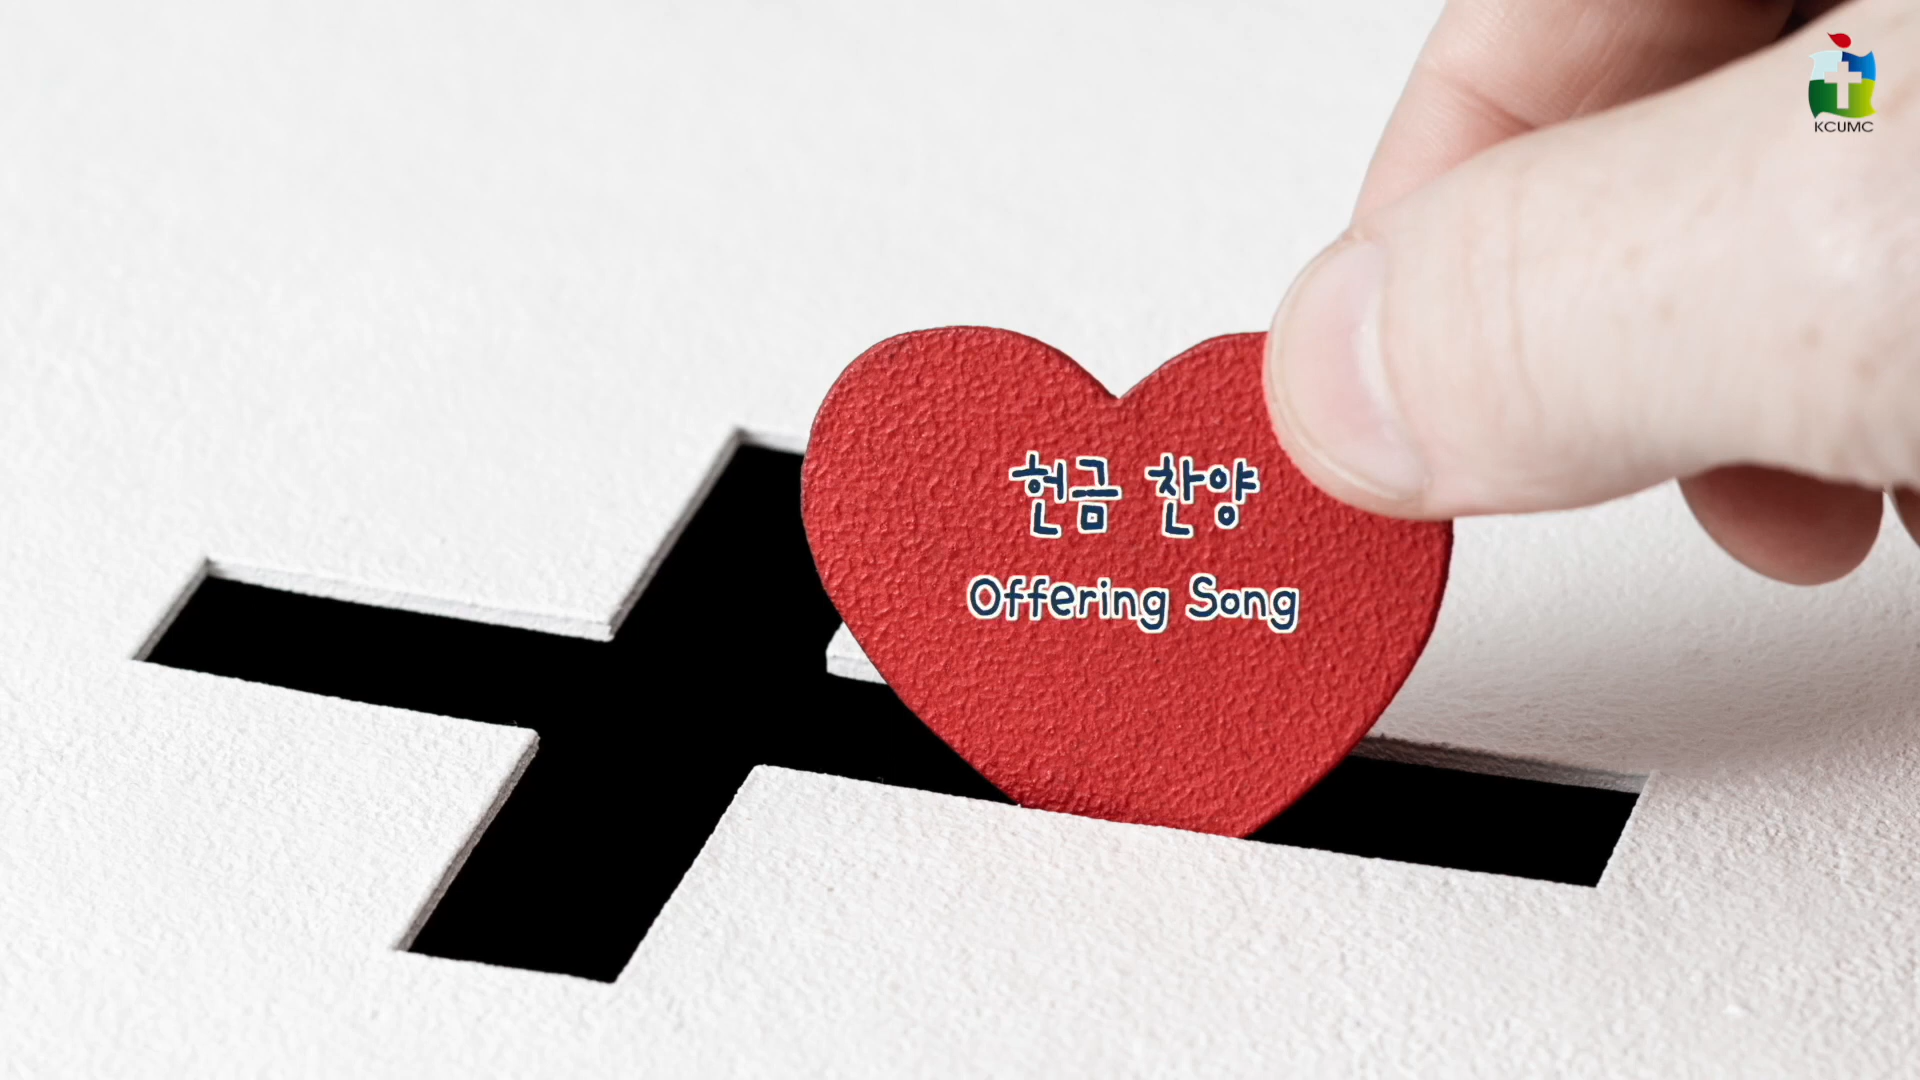 KCUMC
헌금 찬양
Offering Song